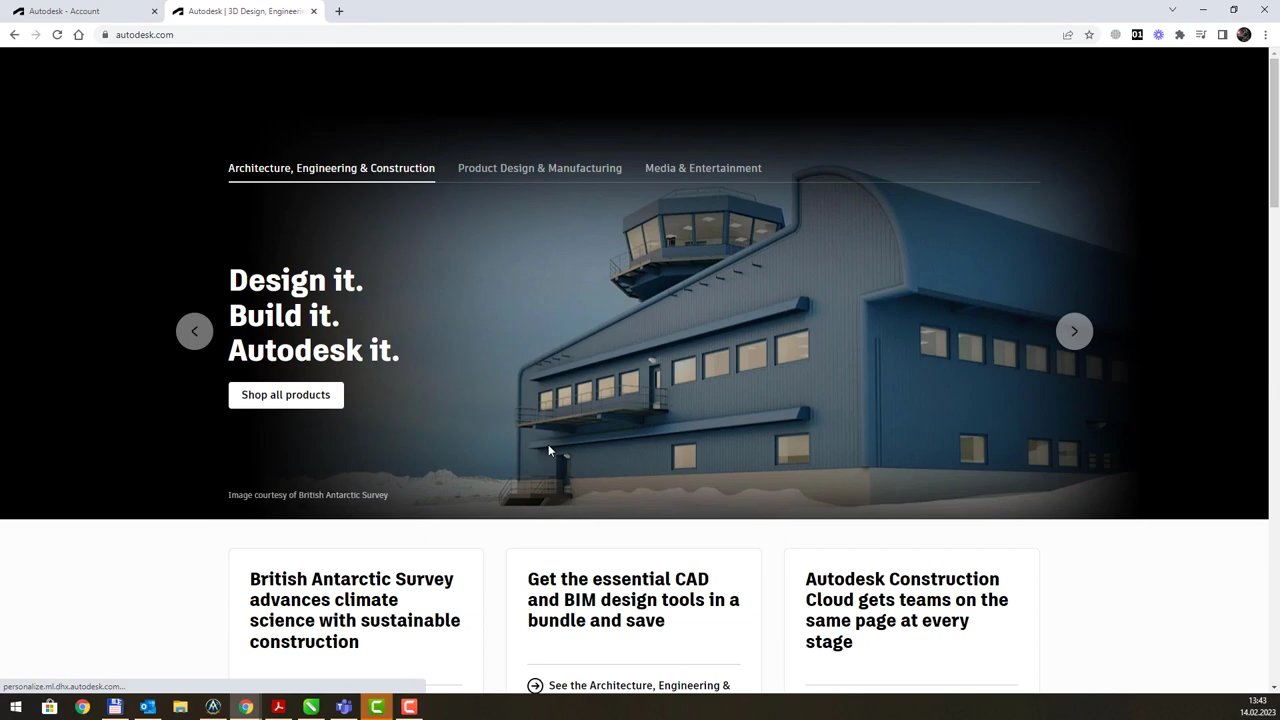 Autodesk - Account
Autodesk | 3D Design, Engineerin
autodesk.com
01
Architecture, Engineering & Construction
Product Design & Manufacturing
Media & Entertainment
Design it.
Build it.
Autodesk it.
Shop all products
Image courtesy of British Antarctic Survey
British Antarctic Survey
advances climate
science with sustainable
construction
Get the essential CAD
and BIM design tools in a
bundle and save
See the Architecture, Engineering &
Autodesk Construction
Cloud gets teams on the
same page at every
stage
personalize.ml.dhx.autodesk.com...
13:43
14.02.2023